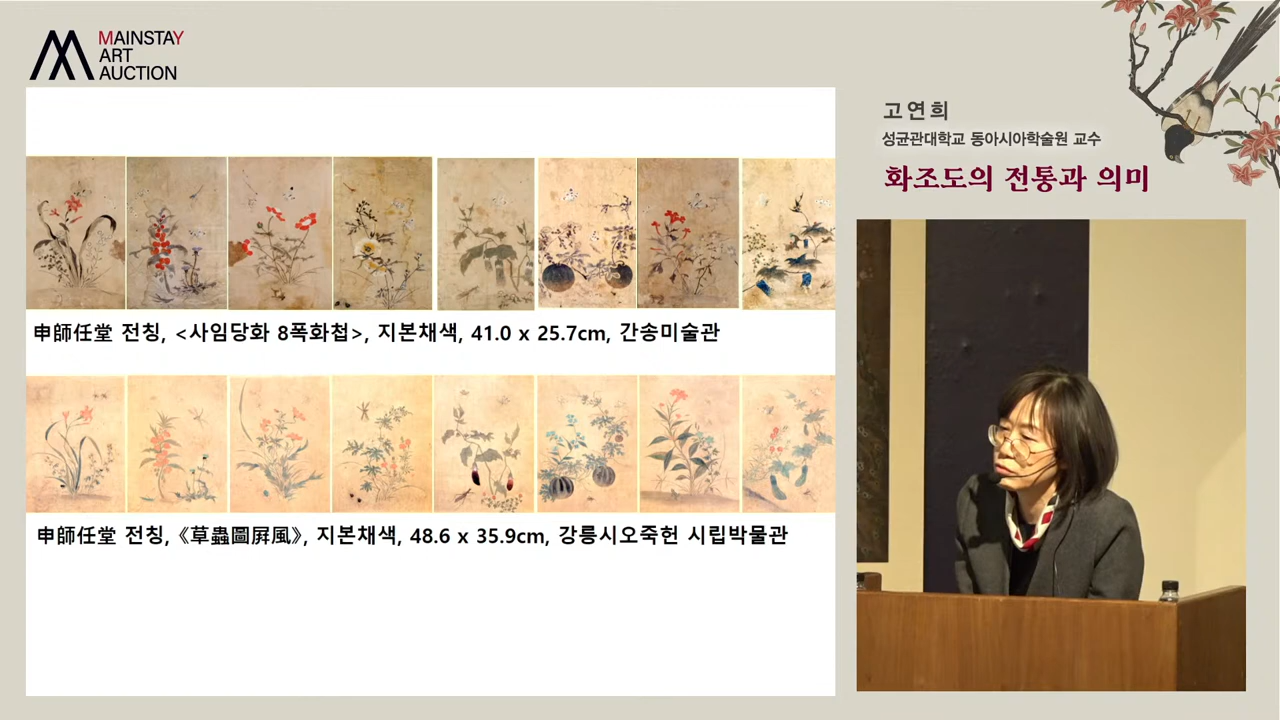 MAINSTAY
ART
AUCTION
고연희
성균관대학교 동아시아학술원 교수
화조도의 전통과 의미
申師任堂 전칭, <사임당화 8폭화첩>, 지본채색, 41.0 x 25.7cm, 간송미술관
申師任堂 전칭,《草蟲圖屛風》, 지본채색, 48.6 x 35.9cm, 강릉시오죽헌 시립박물관